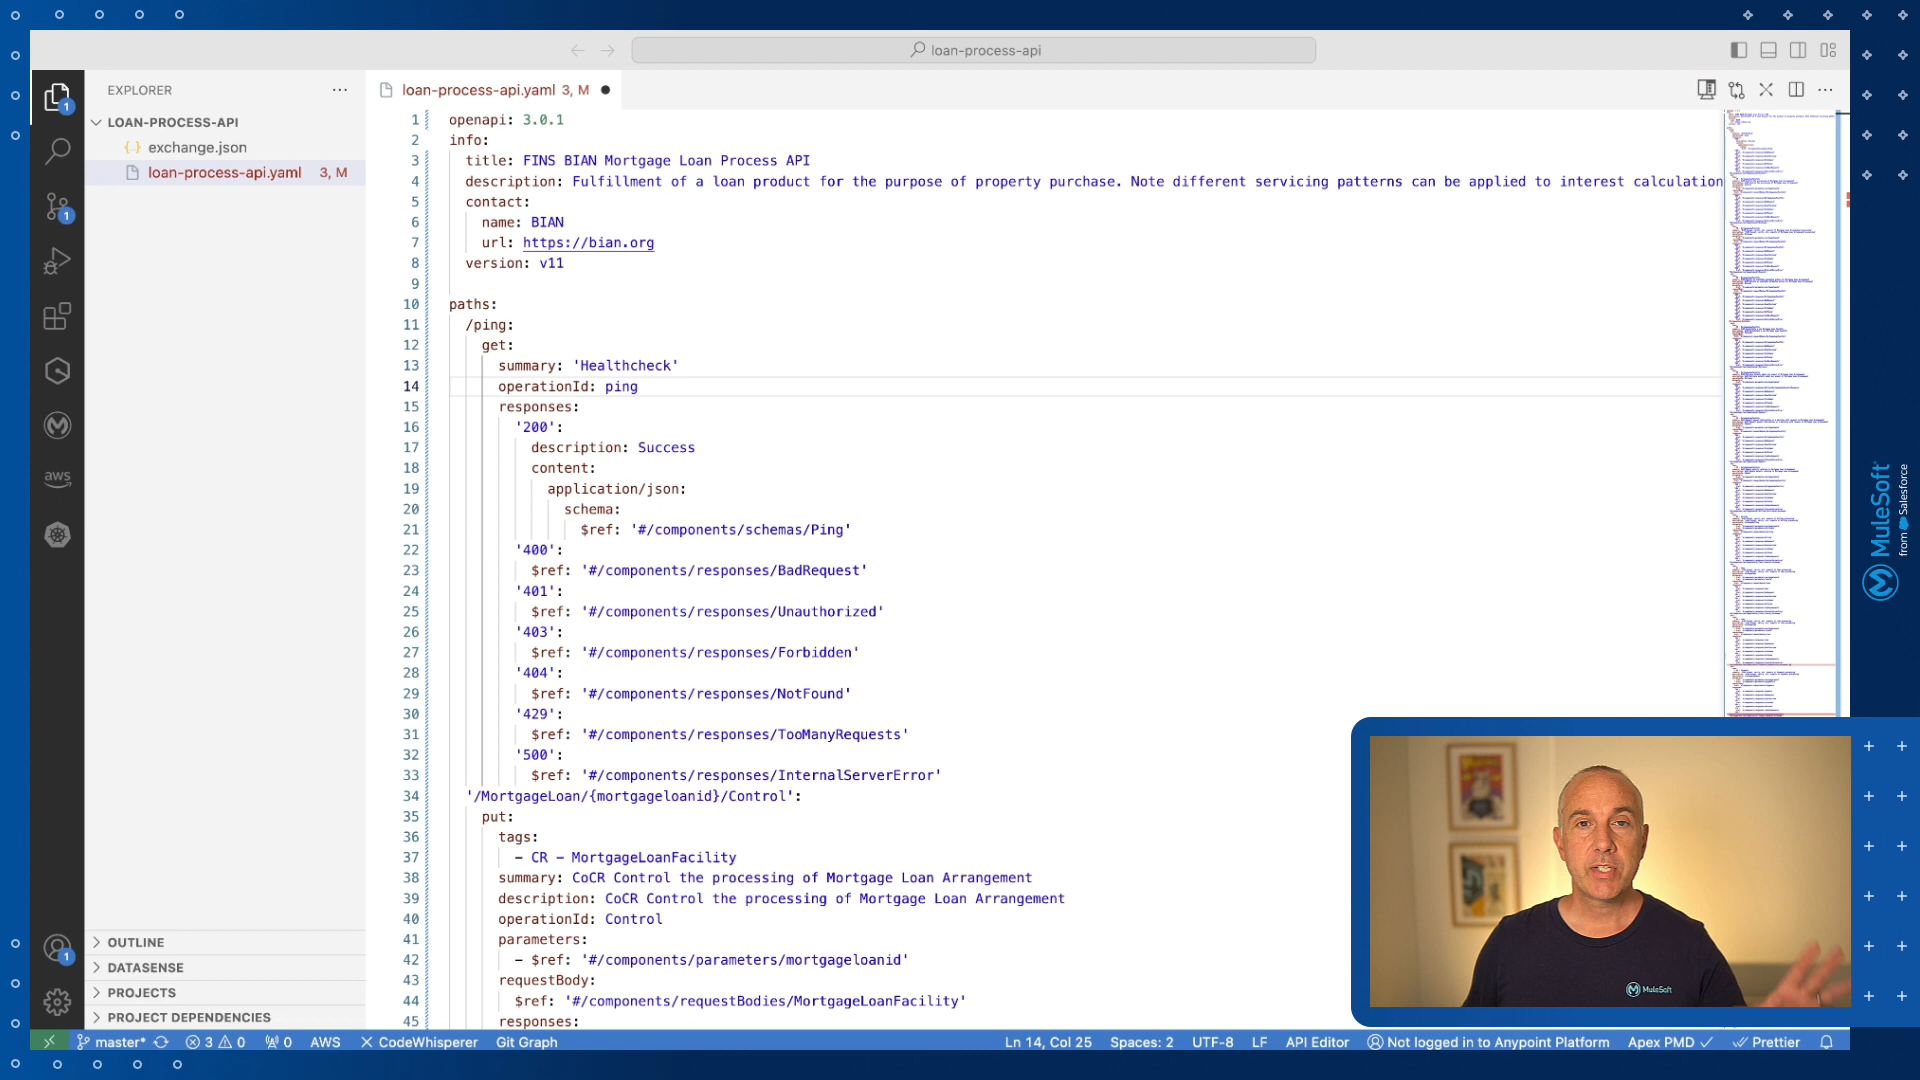 loan-process-api
EXPLORER
LOAN-PROCESS-API
exchange.json
loan-process-api.yaml 3, M
OUTLINE
DATASENSE
PROJECTS
PROJECT DEPENDENCIES
1
1
1
aws
loan-process-api.yaml 3, M
1 openapi: 3.0.1
2 info:
3 title: FINS BIAN Mortgage Loan Process API
4 description: Fulfillment of a loan product for the purpose of property purchase. Note different servicing patterns can be applied to interest calculation
5 contact:
6 name: BIAN
7 url: https://bian.org
8 version: v11
9
10 paths:
11 /ping:
12 get:
13 summary: 'Healthcheck'
14 operationId: ping
15 responses:
16 '200':
17 description: Success
18 content:
19 application/json:
20 schema:
21 $ref: '#/components/schemas/Ping'
22 '400':
23 $ref: '#/components/responses/BadRequest'
24 '401':
25 $ref: '#/components/responses/Unauthorized'
26 '403':
27 $ref: '#/components/responses/Forbidden'
28 '404':
29 $ref: '#/components/responses/NotFound'
30 '429':
31 $ref: '#/components/responses/TooManyRequests'
32 '500':
33 $ref: '#/components/responses/InternalServerError'
34 '/MortgageLoan/{mortgageloanid}/Control':
35 put:
36 tags:
37 - CR - MortgageLoanFacility
38 summary: CoCR Control the processing of Mortgage Loan Arrangement
39 description: CoCR Control the processing of Mortgage Loan Arrangement
40 operationId: Control
41 parameters:
42 - $ref: '#/components/parameters/mortgageloanid'
43 requestBody:
44 $ref: '#/components/requestBodies/MortgageLoanFacility'
45 responses:
MuleSoft
from Salesforce
MuleSoft
master* 3 0 0 AWS CodeWhisperer Git Graph Ln 14, Col 25 Spaces: 2 UTF-8 LF API Editor Not logged in to Anypoint Platform Apex PMD Prettier